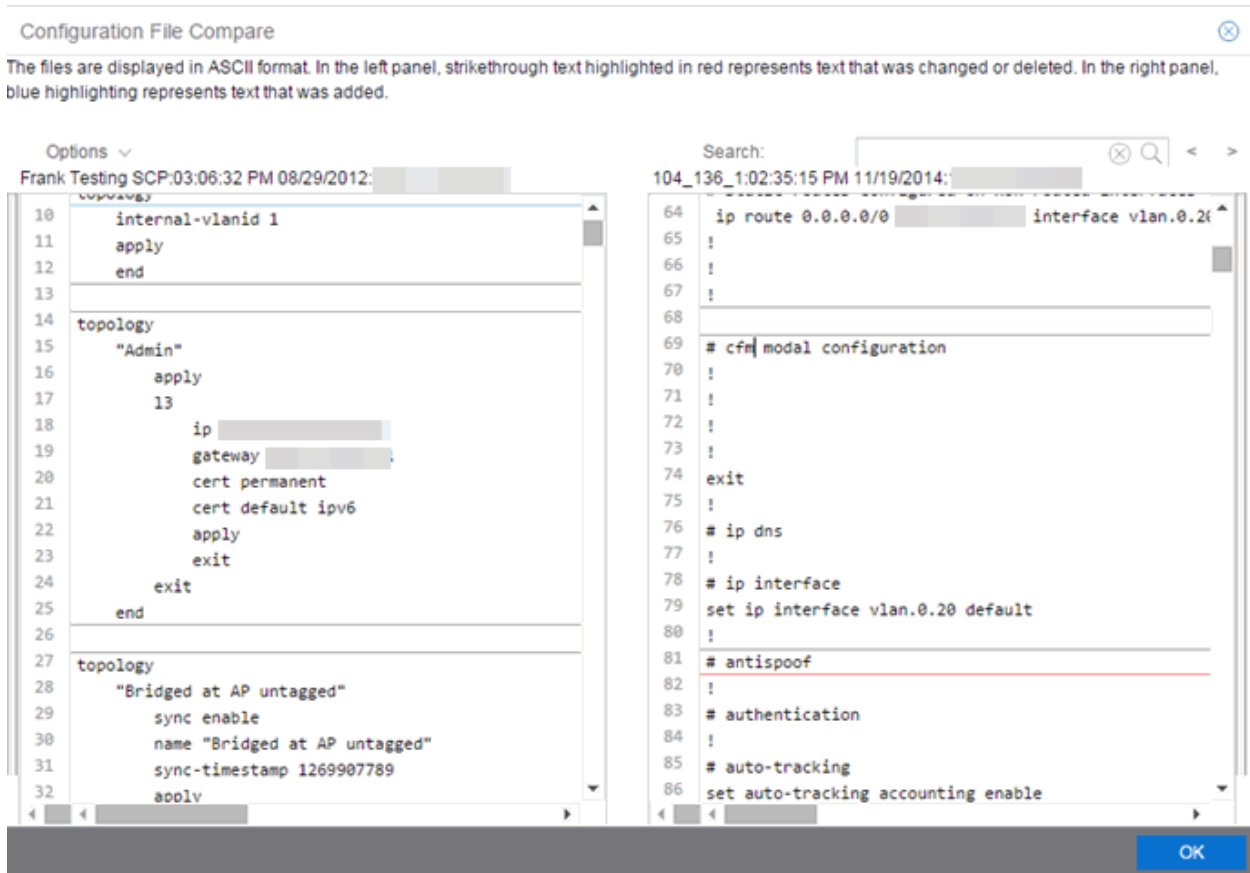 Configuration File Compare
The files are displayed in ASCII format. In the left panel, strikethrough text highlighted in red represents text that was changed or deleted. In the right panel,
blue highlighting represents text that was added.
Options
Search:
< >
Frank Testing SCP:03:06:32 PM 08/29/2012:
topology
10 internal-vlanid 1
11 apply
12 end
13
14 topology
15 "Admin"
16 apply
17 l3
18 ip
19 gateway
20 cert permanent
21 cert default ipv6
22 apply
23 exit
24 exit
25 end
26
27 topology
28 "Bridged at AP untagged"
29 sync enable
30 name "Bridged at AP untagged"
31 sync-timestamp 1269907789
32 apply
104_136_1:02:35:15 PM 11/19/2014:
64 ip route 0.0.0.0/0 interface vlan.0.20
65 !
66 !
67 !
68
69 # cfm modal configuration
70 !
71 !
72 !
73 !
74 exit
75 !
76 # ip dns
77 !
78 # ip interface
79 set ip interface vlan.0.20 default
80 !
81 # antispoof
82 !
83 # authentication
84 !
85 # auto-tracking
86 set auto-tracking accounting enable
OK